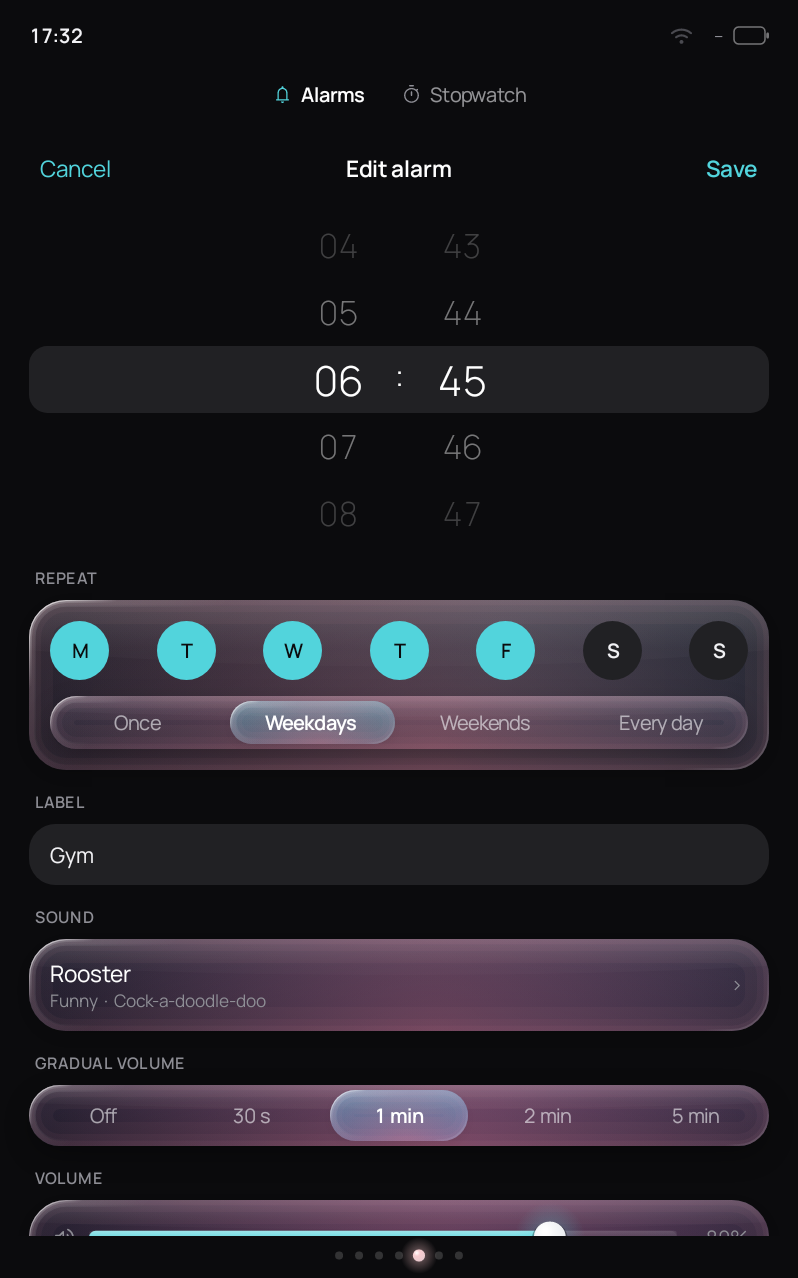 17:32
–
Alarms Stopwatch
Cancel Edit alarm Save
04 43
05 44
06 : 45
07 46
08 47
REPEAT
M T W T F S S
Once Weekdays Weekends Every day
LABEL
Gym
SOUND
Rooster
Funny · Cock-a-doodle-doo
GRADUAL VOLUME
Off 30 s 1 min 2 min 5 min
VOLUME